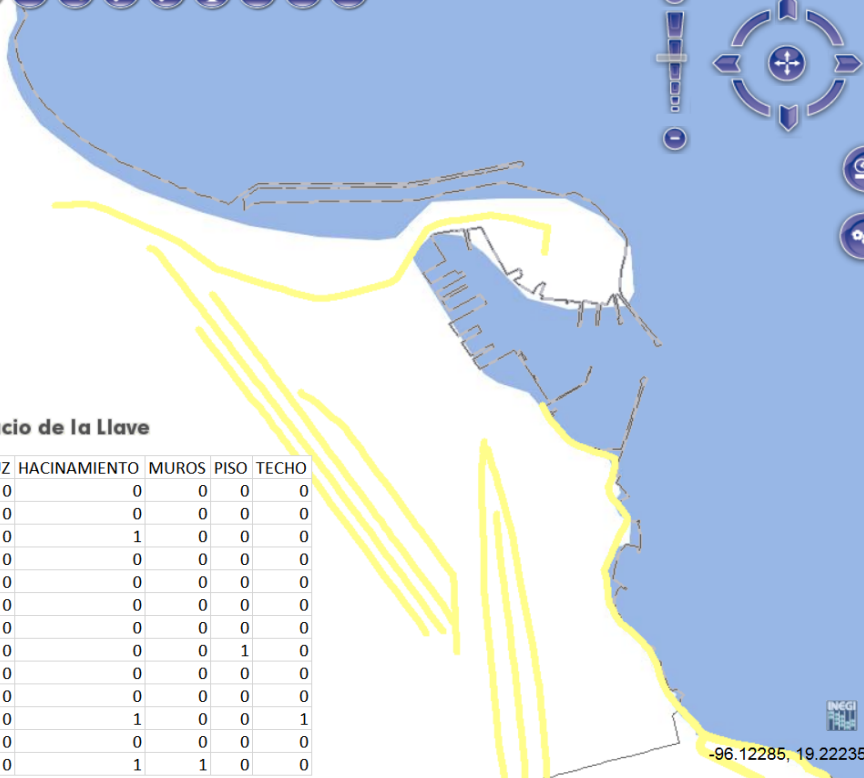 cio de la Llave
Z HACINAMIENTO MUROS PISO TECHO
0 0 0 0 0
0 0 0 0 0
0 1 0 0 0
0 0 0 0 0
0 0 0 0 0
0 0 0 0 0
0 0 0 0 0
0 0 0 1 0
0 0 0 0 0
0 0 0 0 0
0 1 0 0 1
0 0 0 0 0
0 1 1 0 0
INEGI
-96.12285, 19.22235